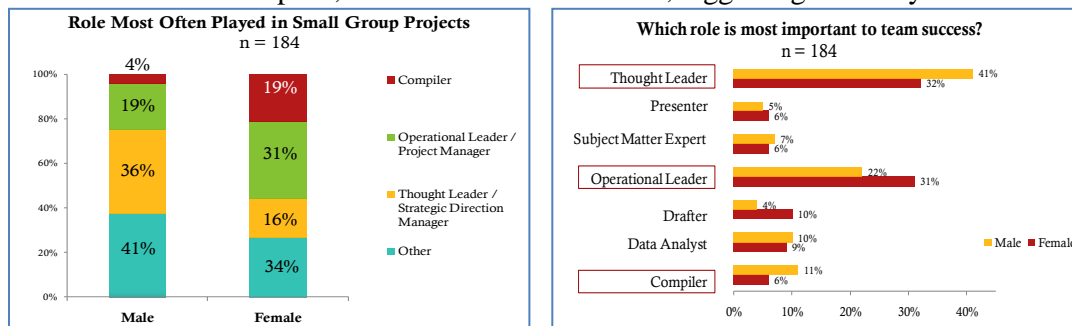 Role Most Often Played in Small Group Projects
n = 184
100%
80%
60%
40%
20%
0%
4%
19%
36%
41%
19%
31%
16%
34%
Male
Female
Compiler
Operational Leader /
Project Manager
Thought Leader /
Strategic Direction
Manager
Other
Which role is most important to team success?
n = 184
Thought Leader
41%
32%
Presenter
5%
6%
Subject Matter Expert
7%
6%
Operational Leader
22%
31%
Drafter
4%
10%
Data Analyst
10%
9%
Compiler
11%
6%
Male
Female
0%
10%
20%
30%
40%